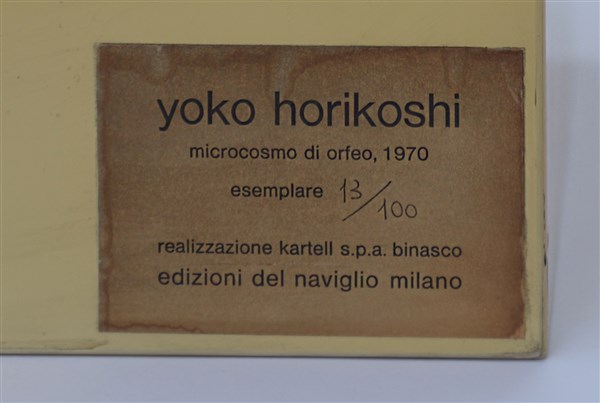 yoko horikoshi
microcosmo di orfeo, 1970
esemplare 13/100
realizzazione kartell s.p.a. binasco
edizioni del naviglio milano